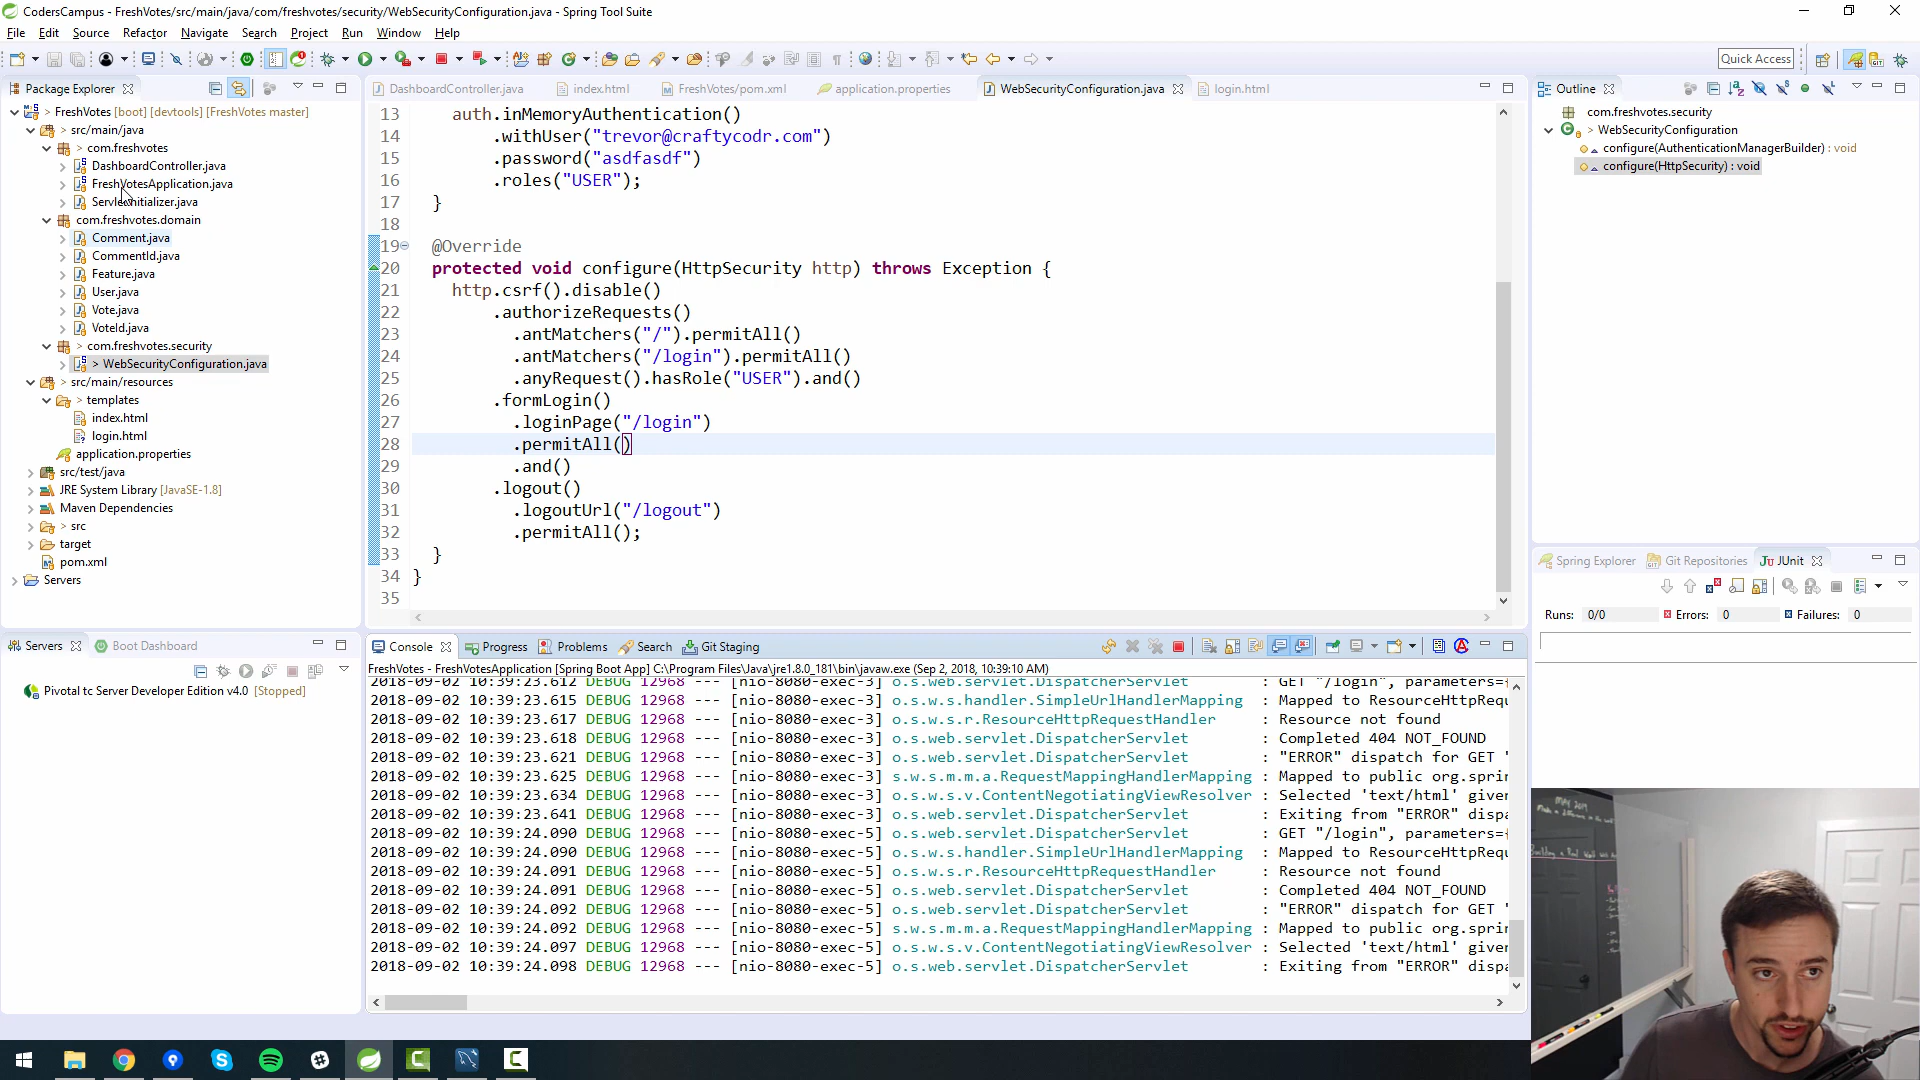 CodersCampus - FreshVotes/src/main/java/com/freshvotes/security/WebSecurityConfiguration.java - Spring Tool Suite
File Edit Source Refactor Navigate Search Project Run Window Help
Quick Access
Package Explorer
FreshVotes [boot] [devtools] [FreshVotes master]
src/main/java
com.freshvotes
DashboardController.java
FreshVotesApplication.java
ServletInitializer.java
com.freshvotes.domain
Comment.java
CommentId.java
Feature.java
User.java
Vote.java
VoteId.java
com.freshvotes.security
WebSecurityConfiguration.java
src/main/resources
templates
index.html
login.html
application.properties
src/test/java
JRE System Library [JavaSE-1.8]
Maven Dependencies
src
target
pom.xml
Servers
DashboardController.java index.html FreshVotes/pom.xml application.properties WebSecurityConfiguration.java login.html
13 auth.inMemoryAuthentication()
14 .withUser("trevor@craftycodr.com")
15 .password("asdfasdf")
16 .roles("USER");
17 }
18
19 @Override
20 protected void configure(HttpSecurity http) throws Exception {
21 http.csrf().disable()
22 .authorizeRequests()
23 .antMatchers("/").permitAll()
24 .antMatchers("/login").permitAll()
25 .anyRequest().hasRole("USER").and()
26 .formLogin()
27 .loginPage("/login")
28 .permitAll()
29 .and()
30 .logout()
31 .logoutUrl("/logout")
32 .permitAll();
33 }
34 }
35
Outline
com.freshvotes.security
WebSecurityConfiguration
configure(AuthenticationManagerBuilder) : void
configure(HttpSecurity) : void
Spring Explorer Git Repositories JUnit
Runs: 0/0 Errors: 0 Failures: 0
Servers Boot Dashboard
Pivotal tc Server Developer Edition v4.0 [Stopped]
Console Progress Problems Search Git Staging
FreshVotes - FreshVotesApplication [Spring Boot App] C:\Program Files\Java\jre1.8.0_181\bin\javaw.exe (Sep 2, 2018, 10:39:10 AM)
2018-09-02 10:39:23.612 DEBUG 12968 --- [nio-8080-exec-3] o.s.web.servlet.DispatcherServlet : GET "/login", parameters={
2018-09-02 10:39:23.615 DEBUG 12968 --- [nio-8080-exec-3] o.s.w.s.handler.SimpleUrlHandlerMapping : Mapped to ResourceHttpRequ
2018-09-02 10:39:23.617 DEBUG 12968 --- [nio-8080-exec-3] o.s.w.s.r.ResourceHttpRequestHandler : Resource not found
2018-09-02 10:39:23.618 DEBUG 12968 --- [nio-8080-exec-3] o.s.web.servlet.DispatcherServlet : Completed 404 NOT_FOUND
2018-09-02 10:39:23.621 DEBUG 12968 --- [nio-8080-exec-3] o.s.web.servlet.DispatcherServlet : "ERROR" dispatch for GET "
2018-09-02 10:39:23.625 DEBUG 12968 --- [nio-8080-exec-3] s.w.s.m.m.a.RequestMappingHandlerMapping : Mapped to public org.sprin
2018-09-02 10:39:23.634 DEBUG 12968 --- [nio-8080-exec-3] o.s.w.s.v.ContentNegotiatingViewResolver : Selected 'text/html' given
2018-09-02 10:39:23.641 DEBUG 12968 --- [nio-8080-exec-3] o.s.web.servlet.DispatcherServlet : Exiting from "ERROR" dispa
2018-09-02 10:39:24.090 DEBUG 12968 --- [nio-8080-exec-5] o.s.web.servlet.DispatcherServlet : GET "/login", parameters={
2018-09-02 10:39:24.090 DEBUG 12968 --- [nio-8080-exec-5] o.s.w.s.handler.SimpleUrlHandlerMapping : Mapped to ResourceHttpRequ
2018-09-02 10:39:24.091 DEBUG 12968 --- [nio-8080-exec-5] o.s.w.s.r.ResourceHttpRequestHandler : Resource not found
2018-09-02 10:39:24.091 DEBUG 12968 --- [nio-8080-exec-5] o.s.web.servlet.DispatcherServlet : Completed 404 NOT_FOUND
2018-09-02 10:39:24.092 DEBUG 12968 --- [nio-8080-exec-5] o.s.web.servlet.DispatcherServlet : "ERROR" dispatch for GET "
2018-09-02 10:39:24.092 DEBUG 12968 --- [nio-8080-exec-5] s.w.s.m.m.a.RequestMappingHandlerMapping : Mapped to public org.sprin
2018-09-02 10:39:24.097 DEBUG 12968 --- [nio-8080-exec-5] o.s.w.s.v.ContentNegotiatingViewResolver : Selected 'text/html' given
2018-09-02 10:39:24.098 DEBUG 12968 --- [nio-8080-exec-5] o.s.web.servlet.DispatcherServlet : Exiting from "ERROR" dispa